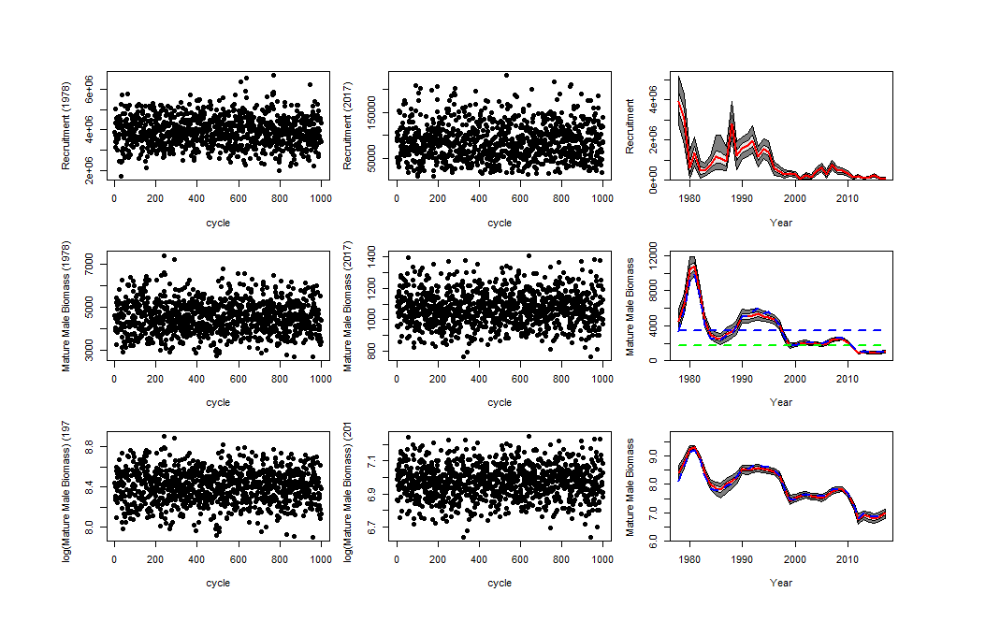 Recruitment (1978)
2e+06 4e+06 6e+06
0 200 400 600 800 1000
cycle
Recruitment (2017)
50000 150000
0 200 400 600 800 1000
cycle
Recruitment
0e+00 2e+06 4e+06
1980 1990 2000 2010
Year
Mature Male Biomass (1978)
3000 5000 7000
0 200 400 600 800 1000
cycle
Mature Male Biomass (2017)
800 1000 1200 1400
0 200 400 600 800 1000
cycle
Mature Male Biomass
0 4000 8000 12000
1980 1990 2000 2010
Year
log(Mature Male Biomass) (197
8.0 8.4 8.8
0 200 400 600 800 1000
cycle
log(Mature Male Biomass) (201
6.7 6.9 7.1
0 200 400 600 800 1000
cycle
Mature Male Biomass
6.0 7.0 8.0 9.0
1980 1990 2000 2010
Year